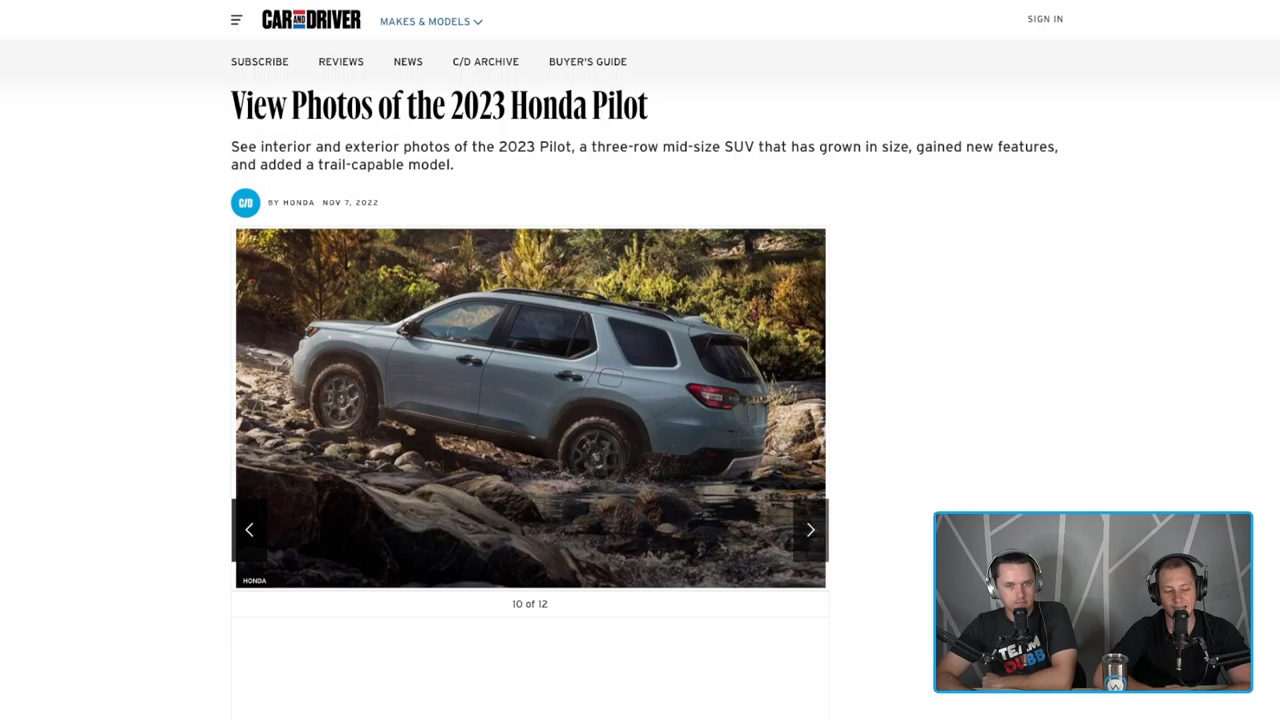 CAR AND DRIVER
MAKES & MODELS
SIGN IN
SUBSCRIBE
REVIEWS
NEWS
C/D ARCHIVE
BUYER'S GUIDE
View Photos of the 2023 Honda Pilot
See interior and exterior photos of the 2023 Pilot, a three-row mid-size SUV that has grown in size, gained new features,
and added a trail-capable model.
C/D
BY HONDA NOV 7, 2022
HONDA
10 of 12
TEAM
DUBB